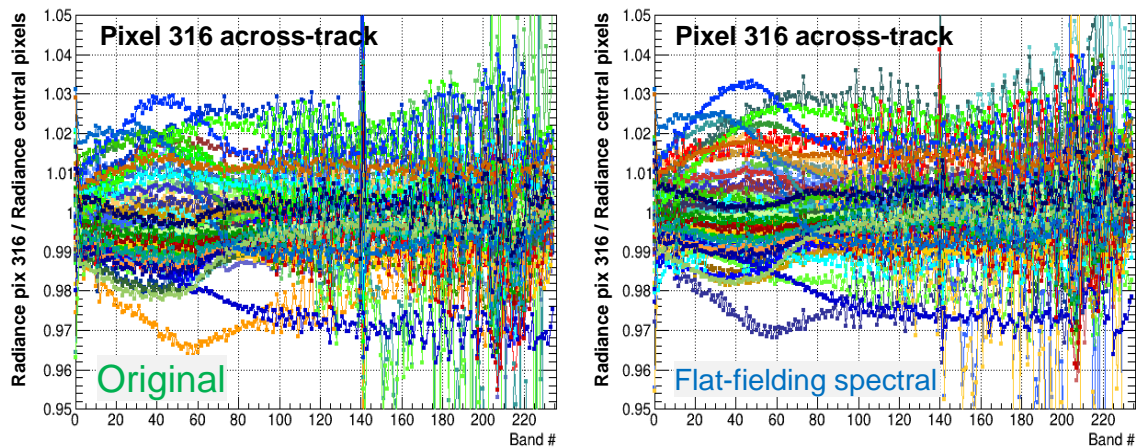 Pixel 316 across-track
Radiance pix 316 / Radiance central pixels
1.05
1.04
1.03
1.02
1.01
1
0.99
0.98
0.97
0.96
0.95
Original
0 20 40 60 80 100 120 140 160 180 200 220
Band #
Pixel 316 across-track
Radiance pix 316 / Radiance central pixels
1.05
1.04
1.03
1.02
1.01
1
0.99
0.98
0.97
0.96
0.95
Flat-fielding spectral
0 20 40 60 80 100 120 140 160 180 200 220
Band #